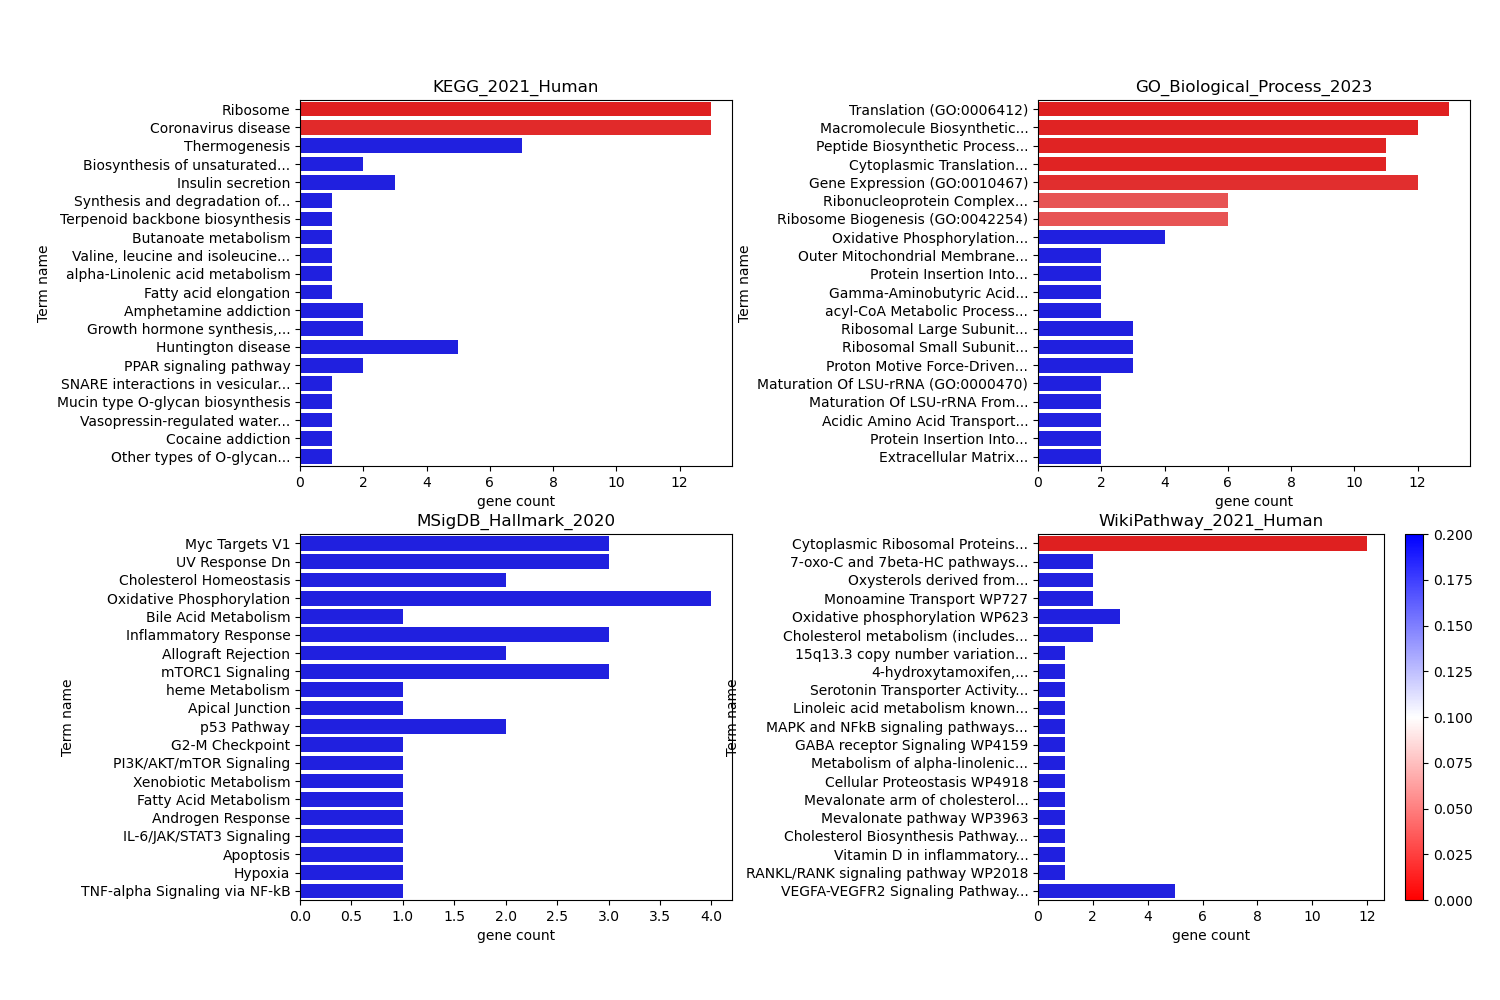 KEGG_2021_Human
Term name
Ribosome
Coronavirus disease
Thermogenesis
Biosynthesis of unsaturated...
Insulin secretion
Synthesis and degradation of...
Terpenoid backbone biosynthesis
Butanoate metabolism
Valine, leucine and isoleucine...
alpha-Linolenic acid metabolism
Fatty acid elongation
Amphetamine addiction
Growth hormone synthesis,...
Huntington disease
PPAR signaling pathway
SNARE interactions in vesicular...
Mucin type O-glycan biosynthesis
Vasopressin-regulated water...
Cocaine addiction
Other types of O-glycan...
0 2 4 6 8 10 12
gene count
GO_Biological_Process_2023
Term name
Translation (GO:0006412)
Macromolecule Biosynthetic...
Peptide Biosynthetic Process...
Cytoplasmic Translation...
Gene Expression (GO:0010467)
Ribonucleoprotein Complex...
Ribosome Biogenesis (GO:0042254)
Oxidative Phosphorylation...
Outer Mitochondrial Membrane...
Protein Insertion Into...
Gamma-Aminobutyric Acid...
acyl-CoA Metabolic Process...
Ribosomal Large Subunit...
Ribosomal Small Subunit...
Proton Motive Force-Driven...
Maturation Of LSU-rRNA (GO:0000470)
Maturation Of LSU-rRNA From...
Acidic Amino Acid Transport...
Protein Insertion Into...
Extracellular Matrix...
0 2 4 6 8 10 12
gene count
MSigDB_Hallmark_2020
Term name
Myc Targets V1
UV Response Dn
Cholesterol Homeostasis
Oxidative Phosphorylation
Bile Acid Metabolism
Inflammatory Response
Allograft Rejection
mTORC1 Signaling
heme Metabolism
Apical Junction
p53 Pathway
G2-M Checkpoint
PI3K/AKT/mTOR Signaling
Xenobiotic Metabolism
Fatty Acid Metabolism
Androgen Response
IL-6/JAK/STAT3 Signaling
Apoptosis
Hypoxia
TNF-alpha Signaling via NF-kB
0.0 0.5 1.0 1.5 2.0 2.5 3.0 3.5 4.0
gene count
WikiPathway_2021_Human
Term name
Cytoplasmic Ribosomal Proteins...
7-oxo-C and 7beta-HC pathways...
Oxysterols derived from...
Monoamine Transport WP727
Oxidative phosphorylation WP623
Cholesterol metabolism (includes...
15q13.3 copy number variation...
4-hydroxytamoxifen,...
Serotonin Transporter Activity...
Linoleic acid metabolism known...
MAPK and NFkB signaling pathways...
GABA receptor Signaling WP4159
Metabolism of alpha-linolenic...
Cellular Proteostasis WP4918
Mevalonate arm of cholesterol...
Mevalonate pathway WP3963
Cholesterol Biosynthesis Pathway...
Vitamin D in inflammatory...
RANKL/RANK signaling pathway WP2018
VEGFA-VEGFR2 Signaling Pathway...
0 2 4 6 8 10 12
gene count
0.200
0.175
0.150
0.125
0.100
0.075
0.050
0.025
0.000